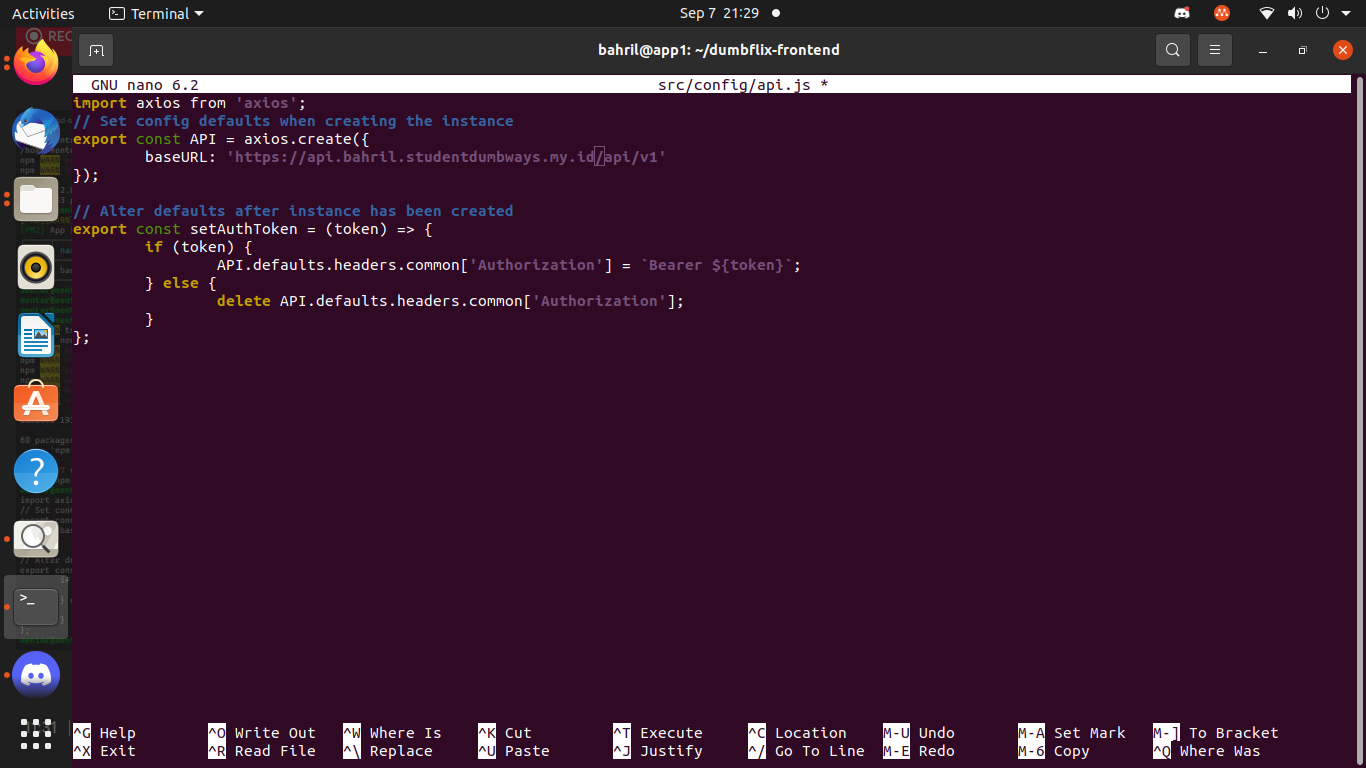 Activities Terminal Sep 7 21:29
REC
bahril@app1: ~/dumbflix-frontend
GNU nano 6.2 src/config/api.js *
import axios from 'axios';
// Set config defaults when creating the instance
export const API = axios.create({
baseURL: 'https://api.bahril.studentdumbways.my.id/api/v1'
});
// Alter defaults after instance has been created
export const setAuthToken = (token) => {
if (token) {
API.defaults.headers.common['Authorization'] = `Bearer ${token}`;
} else {
delete API.defaults.headers.common['Authorization'];
}
};
^G Help ^O Write Out ^W Where Is ^K Cut ^T Execute ^C Location M-U Undo M-A Set Mark M-] To Bracket
^X Exit ^R Read File ^\ Replace ^U Paste ^J Justify ^/ Go To Line M-E Redo M-6 Copy ^Q Where Was